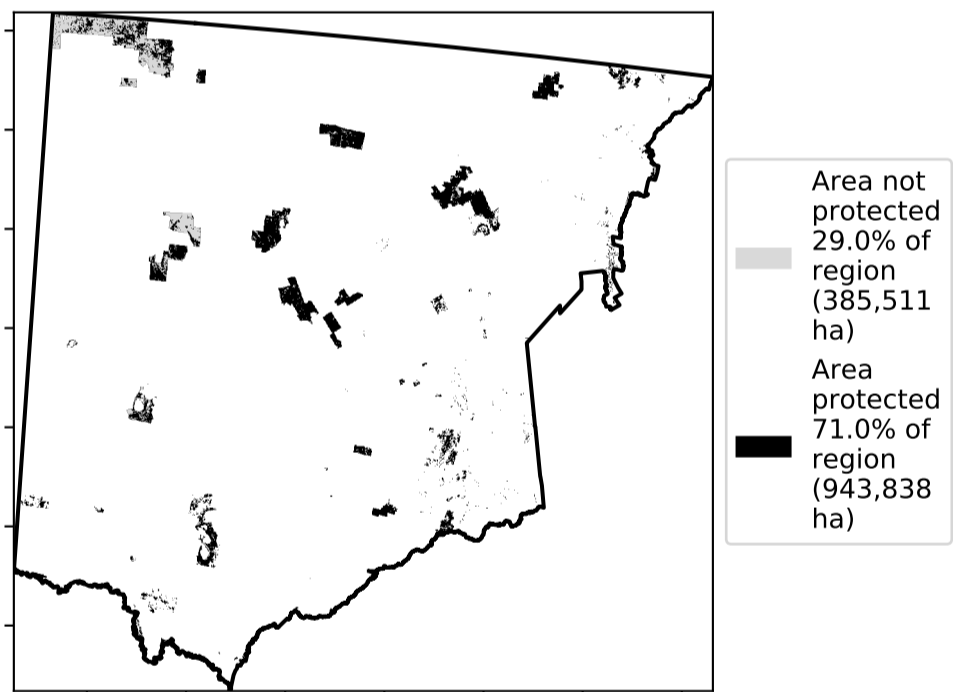 Area not
protected
29.0% of
region
(385,511
ha)
Area
protected
71.0% of
region
(943,838
ha)